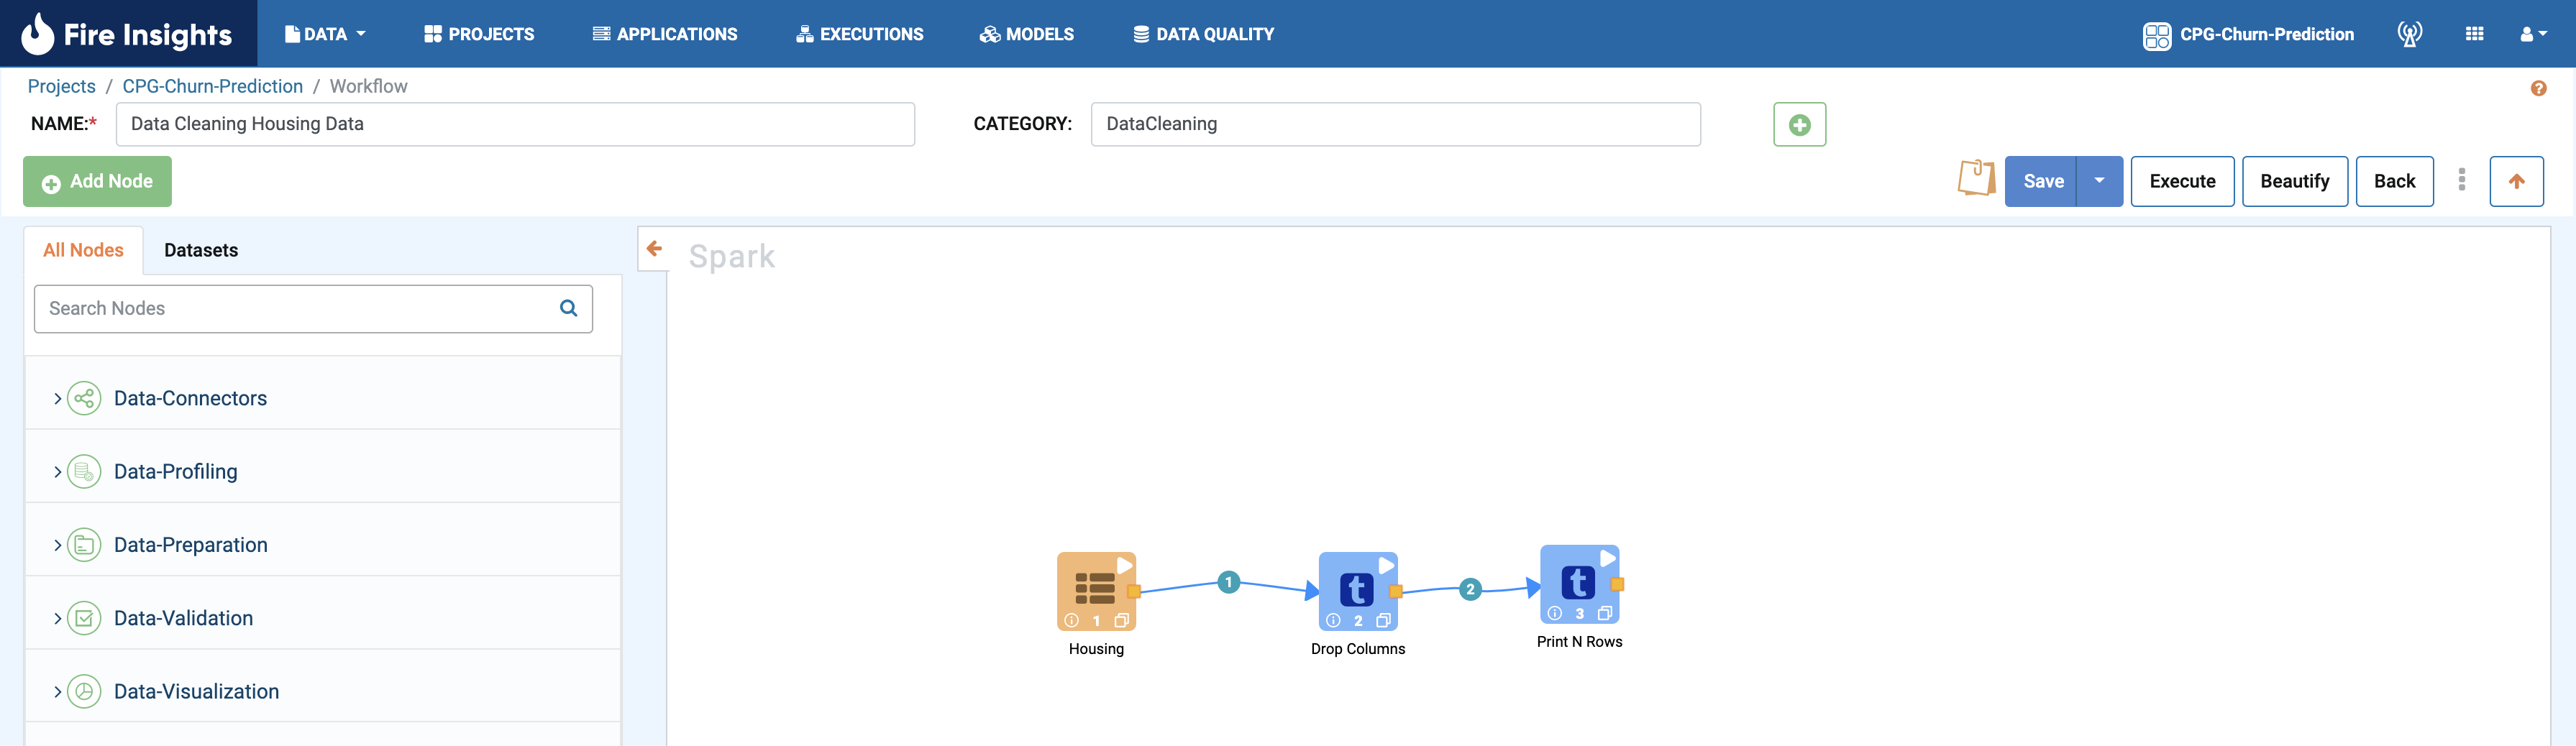 Fire Insights
DATA
PROJECTS
APPLICATIONS
EXECUTIONS
MODELS
DATA QUALITY
CPG-Churn-Prediction
Projects / CPG-Churn-Prediction / Workflow
?
NAME:* Data Cleaning Housing Data
CATEGORY: DataCleaning
Add Node
Save
Execute
Beautify
Back
All Nodes
Datasets
Search Nodes
Data-Connectors
Data-Profiling
Data-Preparation
Data-Validation
Data-Visualization
Spark
1
Housing
1
t
2
Drop Columns
2
t
3
Print N Rows